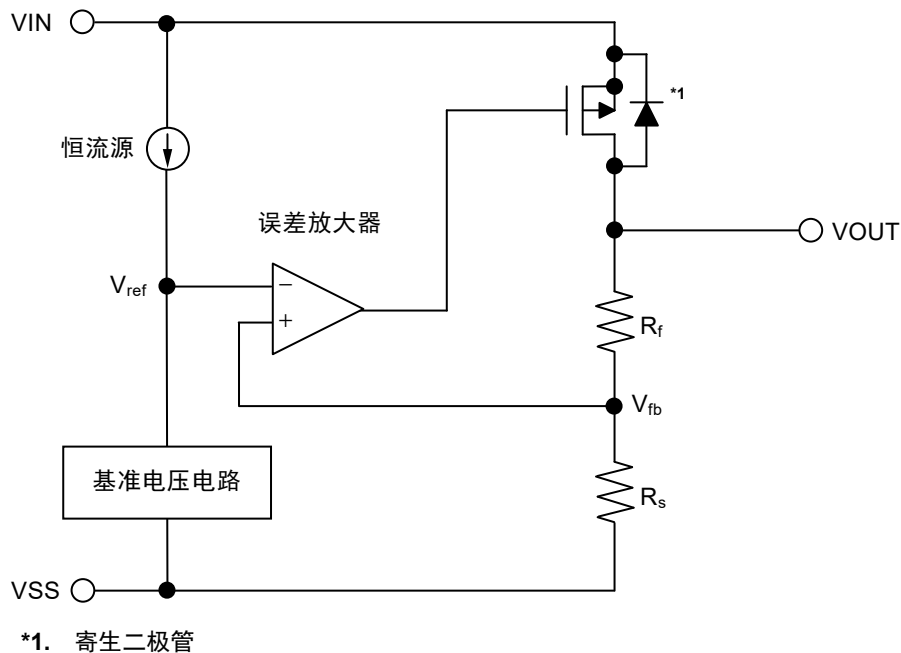 VIN
*1
恒流源
误差放大器
VOUT
Vref
−
+
Rf
Vfb
基准电压电路
Rs
VSS
*1. 寄生二极管